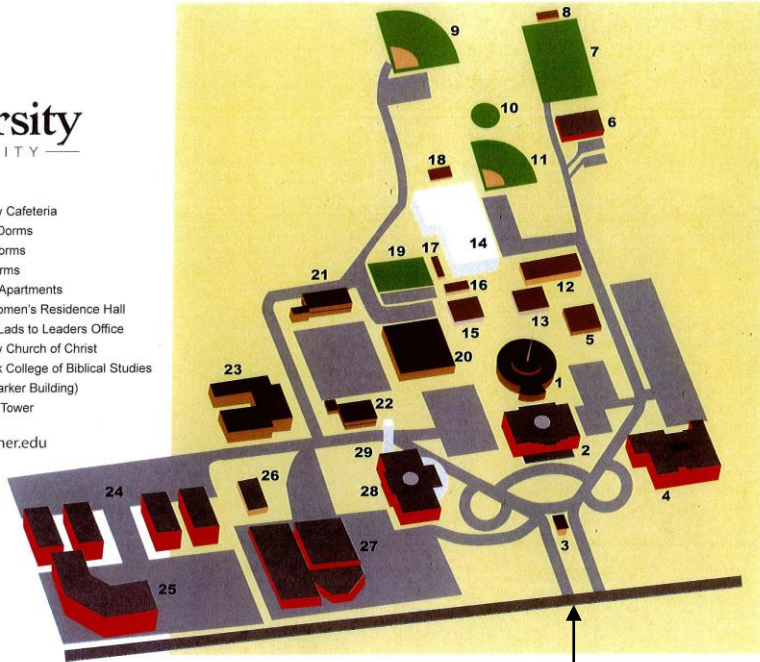 rsity
ITY
y Cafeteria
Dorms
orms
rms
Apartments
omen's Residence Hall
Lads to Leaders Office
y Church of Christ
k College of Biblical Studies
arker Building)
Tower
ner.edu
8
9
7
10
6
18
11
14
17
19
21
16
12
13
15
5
20
1
23
22
2
29
26
4
24
28
3
27
25